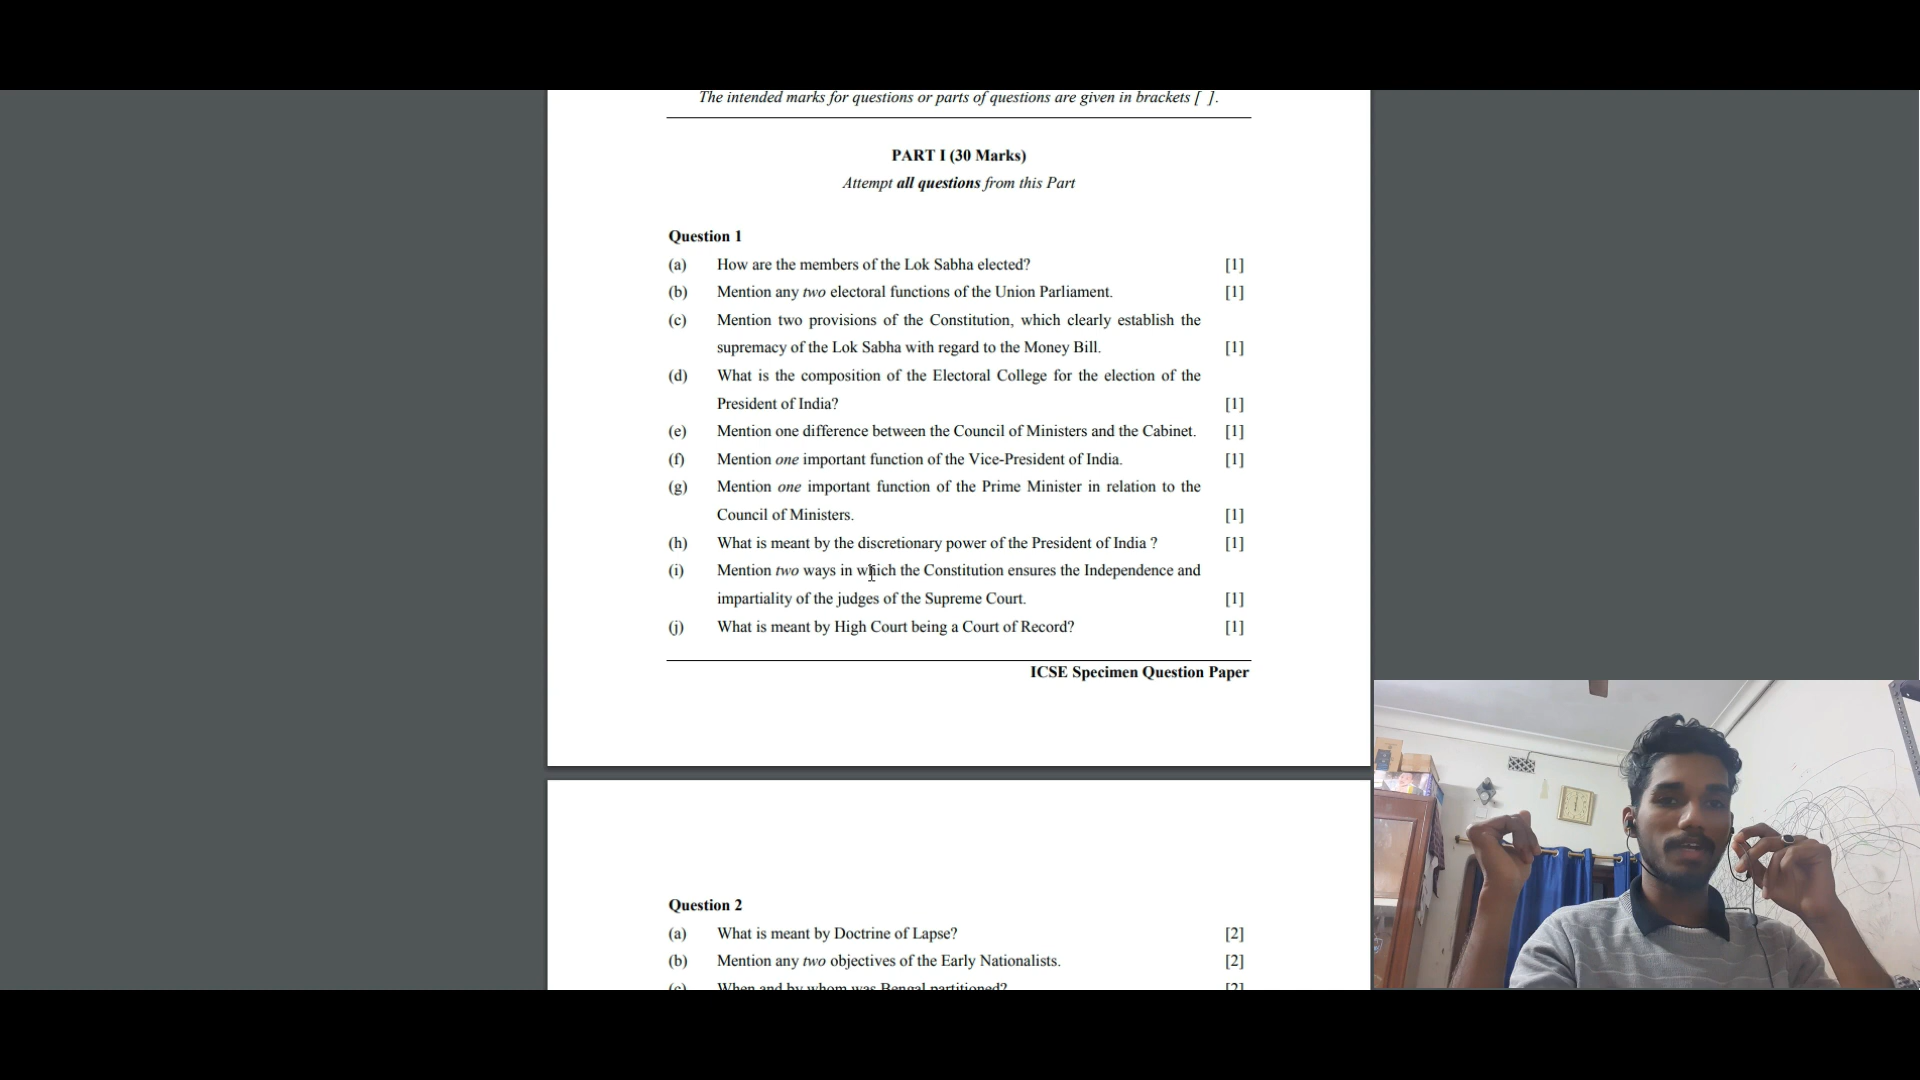 The intended marks for questions or parts of questions are given in brackets [ ].
PART I (30 Marks)
Attempt all questions from this Part
Question 1
(a) How are the members of the Lok Sabha elected? [1]
(b) Mention any two electoral functions of the Union Parliament. [1]
(c) Mention two provisions of the Constitution, which clearly establish the
supremacy of the Lok Sabha with regard to the Money Bill. [1]
(d) What is the composition of the Electoral College for the election of the
President of India? [1]
(e) Mention one difference between the Council of Ministers and the Cabinet. [1]
(f) Mention one important function of the Vice-President of India. [1]
(g) Mention one important function of the Prime Minister in relation to the
Council of Ministers. [1]
(h) What is meant by the discretionary power of the President of India ? [1]
(i) Mention two ways in which the Constitution ensures the Independence and
impartiality of the judges of the Supreme Court. [1]
(j) What is meant by High Court being a Court of Record? [1]
ICSE Specimen Question Paper
Question 2
(a) What is meant by Doctrine of Lapse? [2]
(b) Mention any two objectives of the Early Nationalists. [2]
(c) When and by whom was Bengal partitioned? [2]